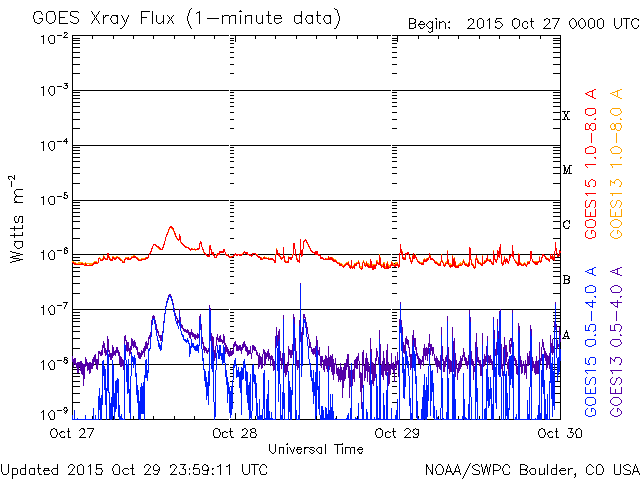 GOES Xray Flux (1-minute data)
Begin: 2015 Oct 27 0000 UTC
10-2
10-3
10-4
10-5
10-6
10-7
10-8
10-9
Watts m-2
X
M
C
B
A
GOES15 1.0-8.0 A
GOES13 1.0-8.0 A
GOES15 0.5-4.0 A
GOES13 0.5-4.0 A
Oct 27
Oct 28
Oct 29
Oct 30
Universal Time
Updated 2015 Oct 29 23:59:11 UTC
NOAA/SWPC Boulder, CO USA